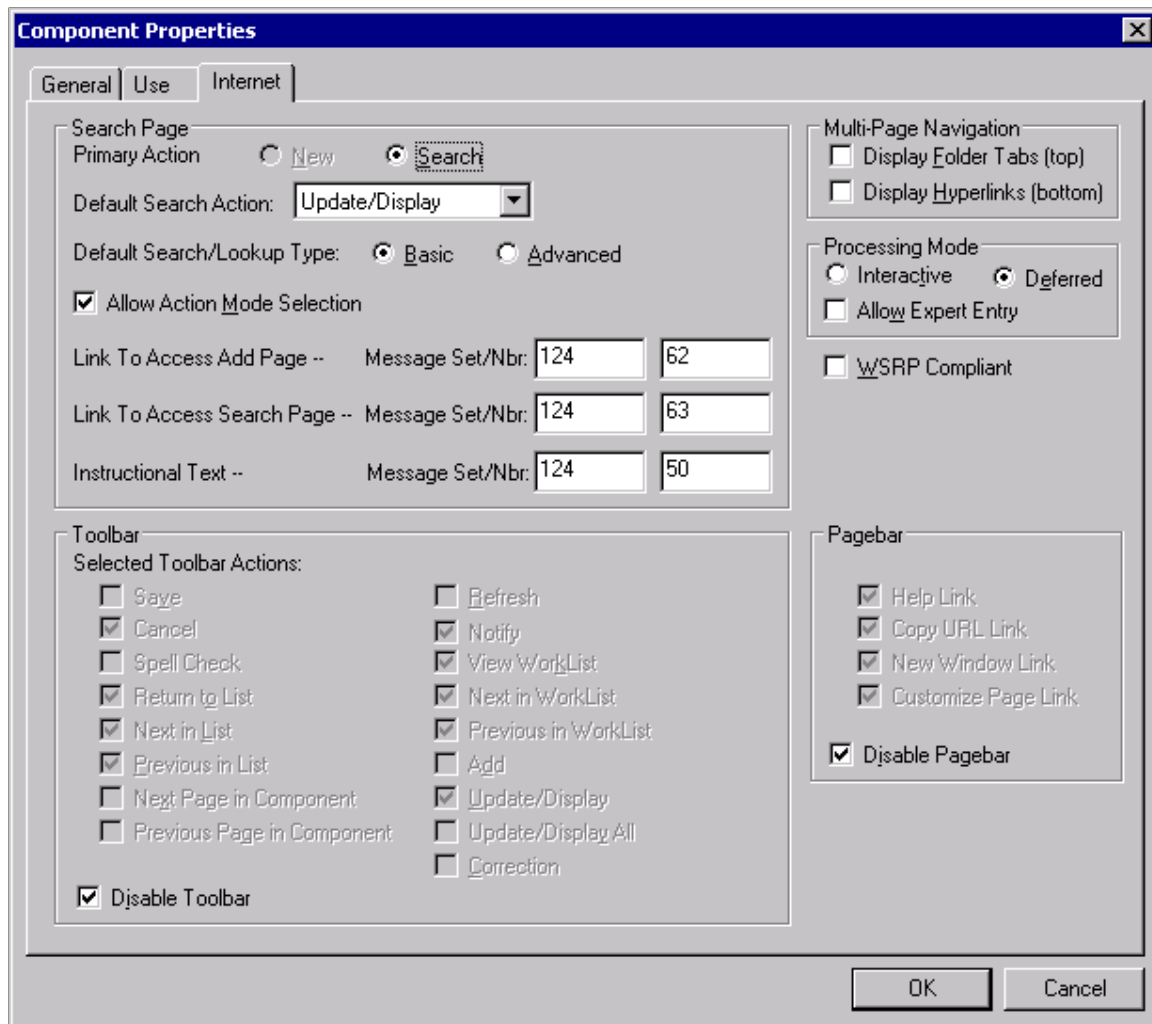 Component Properties
General Use Internet
Search Page
Primary Action New Search
Default Search Action: Update/Display
Default Search/Lookup Type: Basic Advanced
Allow Action Mode Selection
Link To Access Add Page -- Message Set/Nbr: 124 62
Link To Access Search Page -- Message Set/Nbr: 124 63
Instructional Text -- Message Set/Nbr: 124 50
Multi-Page Navigation
Display Folder Tabs (top)
Display Hyperlinks (bottom)
Processing Mode
Interactive Deferred
Allow Expert Entry
WSRP Compliant
Toolbar
Selected Toolbar Actions:
Save
Cancel
Spell Check
Return to List
Next in List
Previous in List
Next Page in Component
Previous Page in Component
Refresh
Notify
View WorkList
Next in WorkList
Previous in WorkList
Add
Update/Display
Update/Display All
Correction
Disable Toolbar
Pagebar
Help Link
Copy URL Link
New Window Link
Customize Page Link
Disable Pagebar
OK Cancel